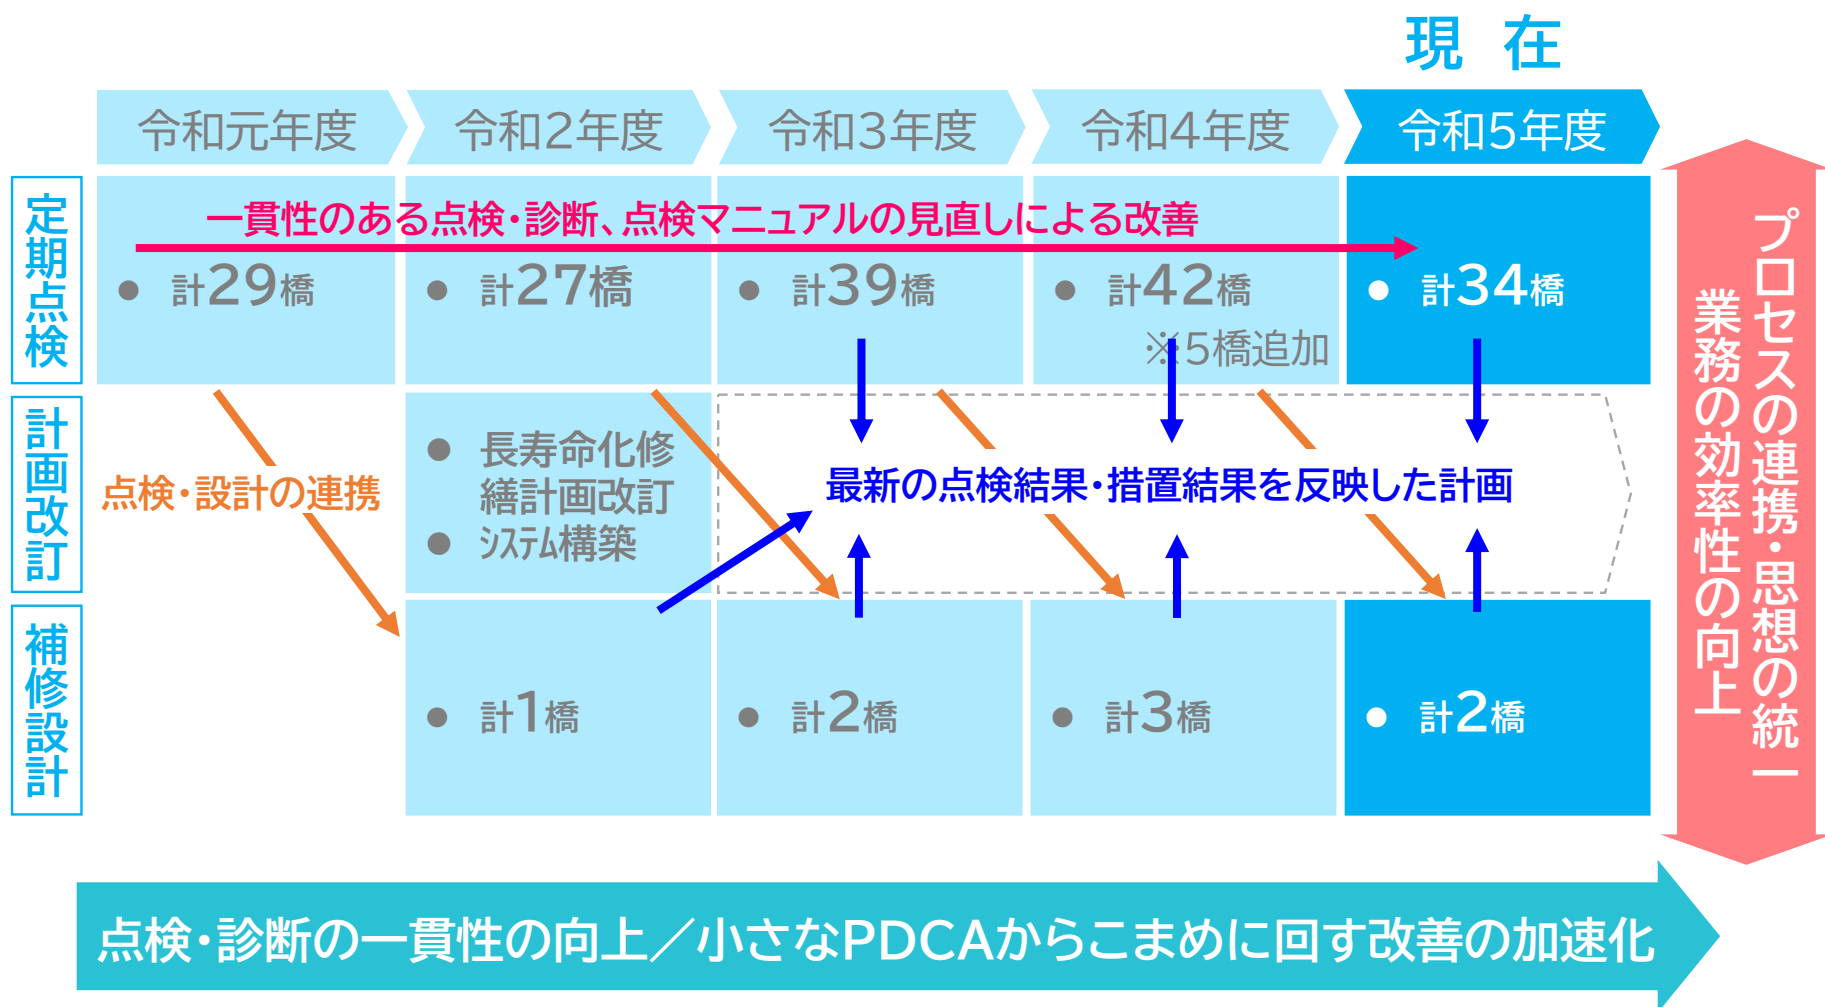 現 在
令和元年度
令和2年度
令和3年度
令和4年度
令和5年度
定期点検
一貫性のある点検・診断、点検マニュアルの見直しによる改善
● 計29橋
● 計27橋
● 計39橋
● 計42橋
※5橋追加
● 計34橋
計画改訂
点検・設計の連携
● 長寿命化修
繕計画改訂
● ｼｽﾃﾑ構築
最新の点検結果・措置結果を反映した計画
補修設計
● 計1橋
● 計2橋
● 計3橋
● 計2橋
プロセスの連携・思想の統一
業務の効率性の向上
点検・診断の一貫性の向上／小さなPDCAからこまめに回す改善の加速化